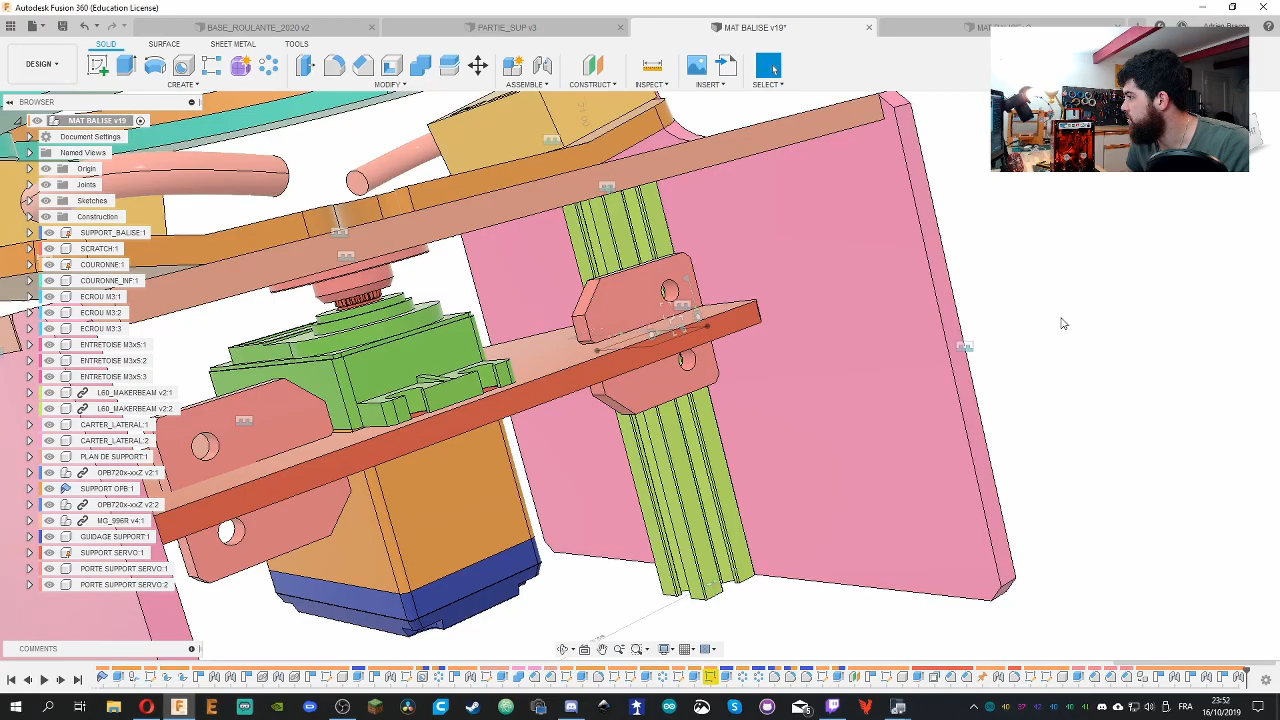 Autodesk Fusion 360 (Education License)
BASE_ROULANTE_2020 v2
PARTIE_SUP v3
MAT BALISE v19*
SOLID
SURFACE
SHEET METAL
TOOLS
DESIGN
CREATE
MODIFY
ASSEMBLE
CONSTRUCT
INSPECT
INSERT
SELECT
BROWSER
MAT BALISE v19
Document Settings
Named Views
Origin
Joints
Sketches
Construction
SUPPORT_BALISE:1
SCRATCH:1
COURONNE:1
COURONNE_INF:1
ECROU M3:1
ECROU M3:2
ECROU M3:3
ENTRETOISE M3x5:1
ENTRETOISE M3x5:2
ENTRETOISE M3x5:3
L60_MAKERBEAM v2:1
L60_MAKERBEAM v2:2
CARTER_LATERAL:1
CARTER_LATERAL:2
PLAN DE SUPPORT:1
OPB720x-xxZ v2:1
SUPPORT OPB:1
OPB720x-xxZ v2:2
MG_996R v4:1
GUIDAGE SUPPORT:1
SUPPORT SERVO:1
PORTE SUPPORT SERVO:1
PORTE SUPPORT SERVO:2
COMMENTS
FRA
23:52
16/10/2019